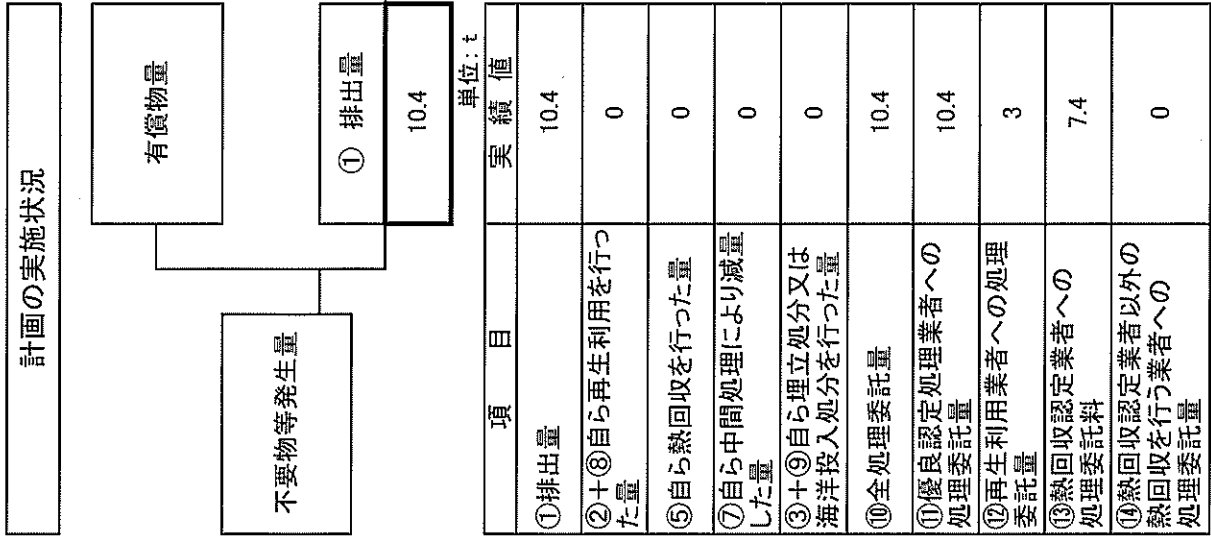 計画の実施状況
有償物量
不要物等発生量
① 排出量
10.4
単位:t
項 目
実 績 値
①排出量
10.4
②+⑧自ら再生利用を行っ
た量
0
⑤自ら熱回収を行った量
0
⑦自ら中間処理により減量
した量
0
③+⑨自ら埋立処分又は
海洋投入処分を行った量
0
⑩全処理委託量
10.4
⑪優良認定処理業者への
処理委託量
10.4
⑫再生利用業者への処理
委託量
3
⑬熱回収認定業者への
処理委託料
7.4
⑭熱回収認定業者以外の
熱回収を行う業者への
処理委託量
0